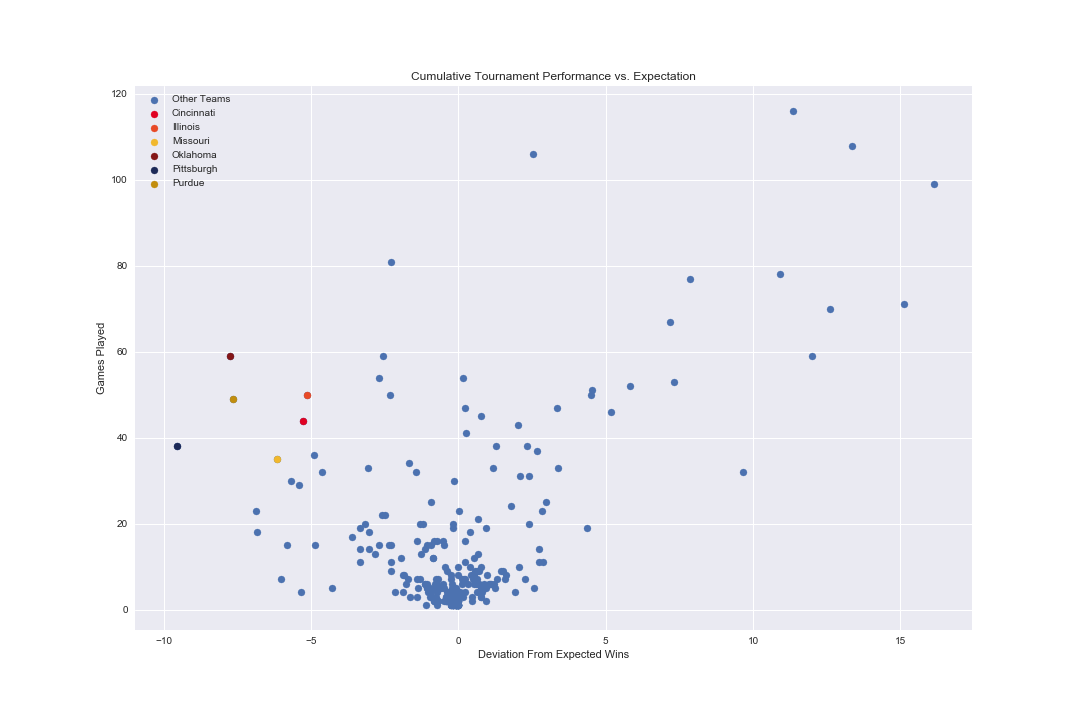 Cumulative Tournament Performance vs. Expectation
120
100
80
60
40
20
0
Games Played
Other Teams
Cincinnati
Illinois
Missouri
Oklahoma
Pittsburgh
Purdue
−10
−5
0
5
10
15
Deviation From Expected Wins